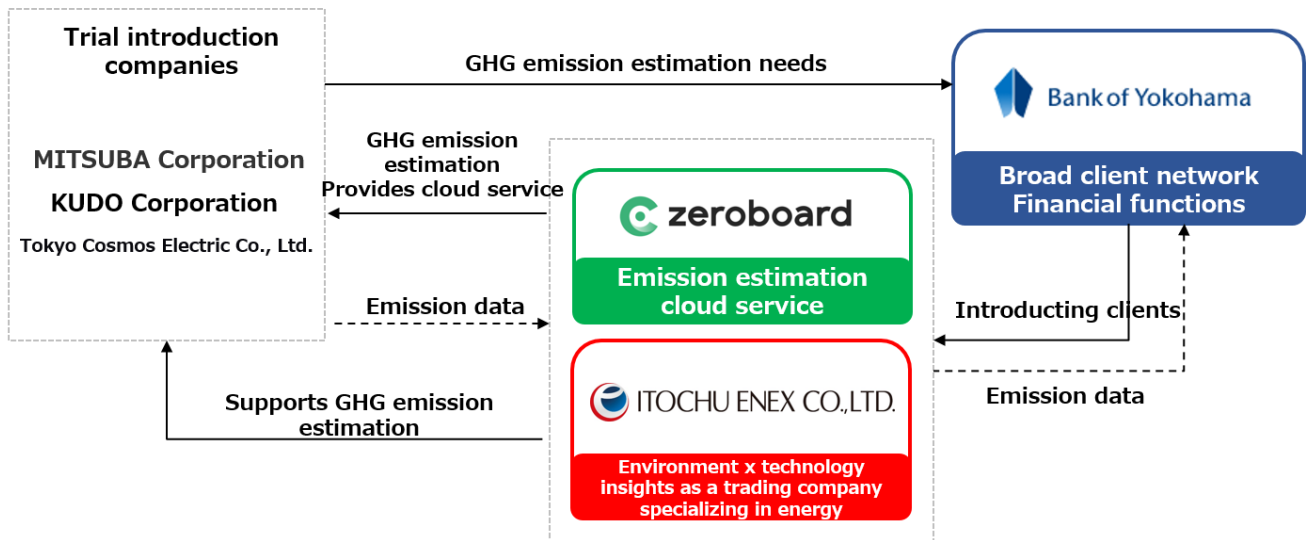 Trial introduction
companies
MITSUBA Corporation
KUDO Corporation
Tokyo Cosmos Electric Co., Ltd.
GHG emission estimation needs
GHG emission
estimation
Provides cloud service
Emission data
Supports GHG emission
estimation
zeroboard
Emission estimation
cloud service
ITOCHU ENEX CO.,LTD.
Environment x technology
insights as a trading company
specializing in energy
Bank of Yokohama
Broad client network
Financial functions
Introducting clients
Emission data